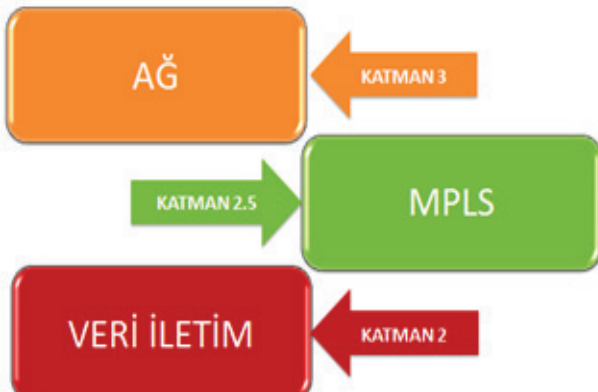 AĞ
KATMAN 3
KATMAN 2.5
MPLS
VERİ İLETİM
KATMAN 2